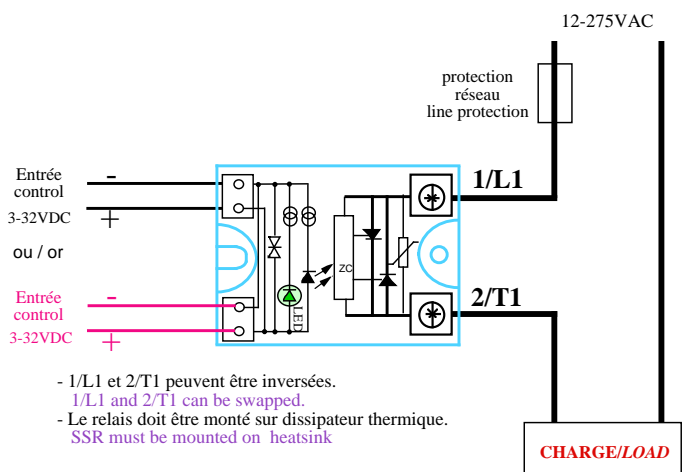 12-275VAC
protection
réseau
line protection
Entrée
control
-
3-32VDC
+
1/L1
ou / or
ZC
LED
Entrée
control
-
3-32VDC
+
2/T1
- 1/L1 et 2/T1 peuvent être inversées.
1/L1 and 2/T1 can be swapped.
- Le relais doit être monté sur dissipateur thermique.
SSR must be mounted on heatsink
CHARGE/LOAD